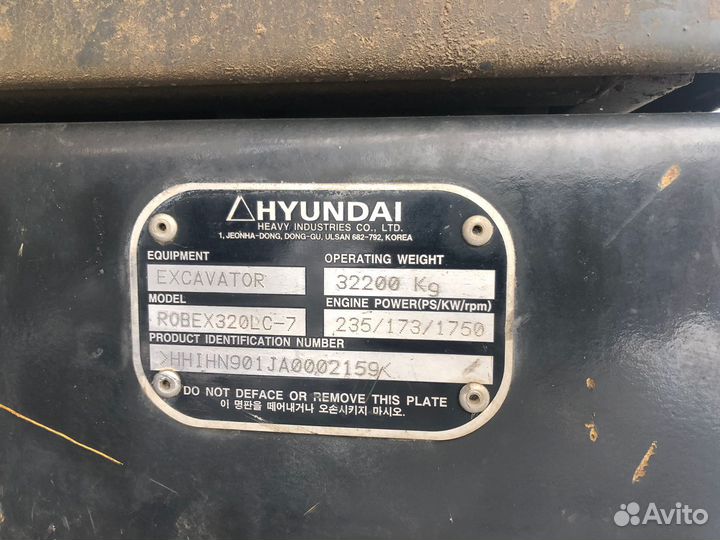 HYUNDAI
HEAVY INDUSTRIES CO., LTD.
1, JEONHA-DONG, DONG-GU, ULSAN 682-792, KOREA
EQUIPMENT OPERATING WEIGHT
EXCAVATOR 32200 Kg
MODEL ENGINE POWER(PS/KW/rpm)
ROBEX320LC-7 235/173/1750
PRODUCT IDENTIFICATION NUMBER
>HHIHN901JA0002159<
DO NOT DEFACE OR REMOVE THIS PLATE
이 명판을 떼어내거나 오손시키지 마시오.
Avito